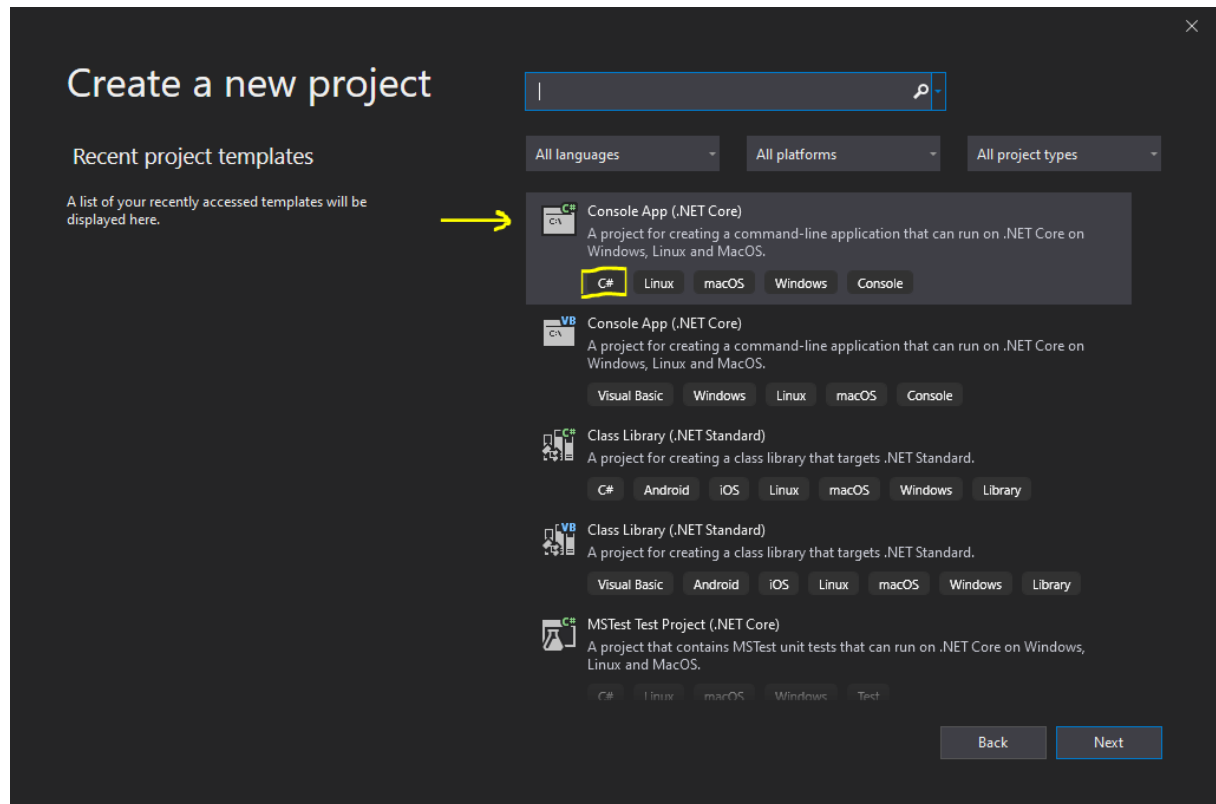 Create a new project
Recent project templates
A list of your recently accessed templates will be
displayed here.
All languages
All platforms
All project types
C#
C:\
Console App (.NET Core)
A project for creating a command-line application that can run on .NET Core on
Windows, Linux and MacOS.
C# Linux macOS Windows Console
VB
C:\
Console App (.NET Core)
A project for creating a command-line application that can run on .NET Core on
Windows, Linux and MacOS.
Visual Basic Windows Linux macOS Console
C#
Class Library (.NET Standard)
A project for creating a class library that targets .NET Standard.
C# Android iOS Linux macOS Windows Library
VB
Class Library (.NET Standard)
A project for creating a class library that targets .NET Standard.
Visual Basic Android iOS Linux macOS Windows Library
C#
MSTest Test Project (.NET Core)
A project that contains MSTest unit tests that can run on .NET Core on Windows,
Linux and MacOS.
C# Linux macOS Windows Test
Back
Next